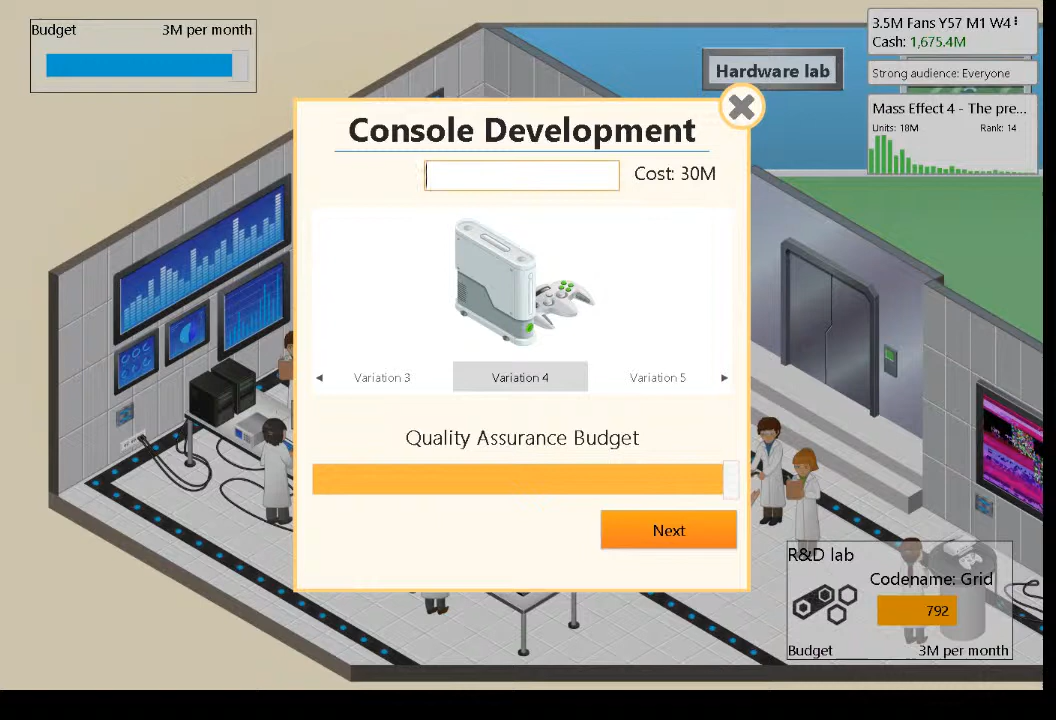 Budget 3M per month
3.5M Fans Y57 M1 W4
Cash: 1,675.4M
Hardware lab
Strong audience: Everyone
Mass Effect 4 - The pre...
Units: 18M Rank: 14
Console Development
Cost: 30M
Variation 3 Variation 4 Variation 5
Quality Assurance Budget
Next
R&D lab
Codename: Grid
792
Budget 3M per month